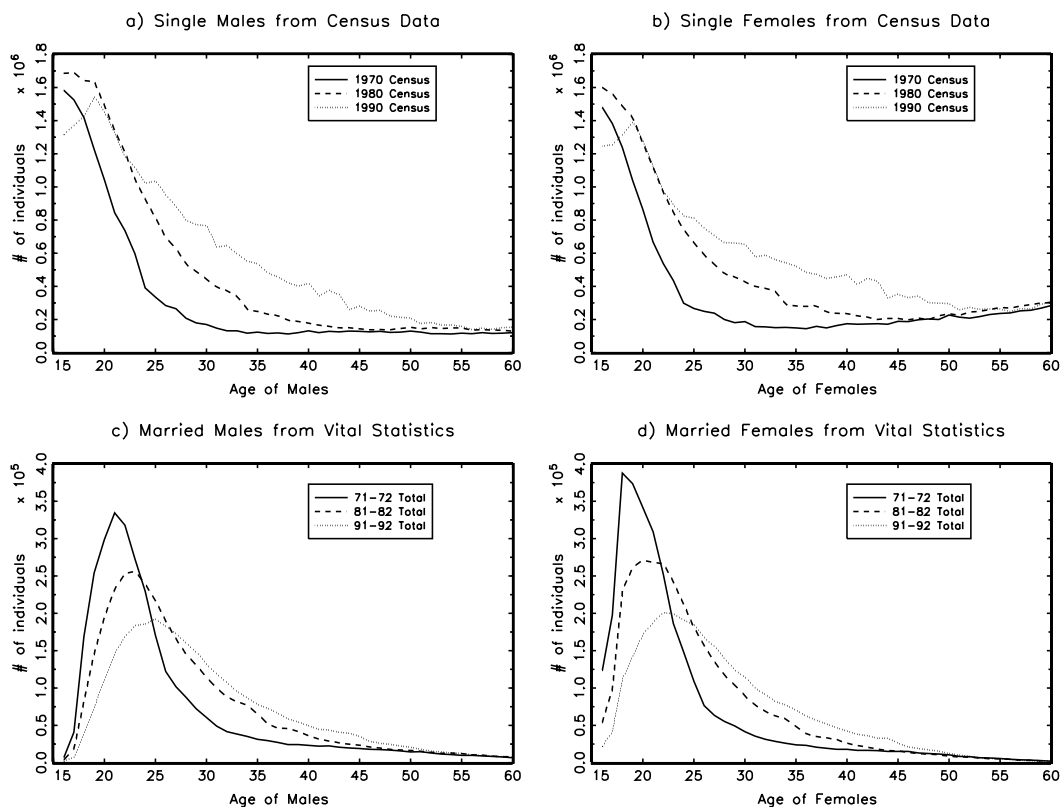 a) Single Males from Census Data
# of individuals
× 10⁶
1.8
1.6
1.4
1.2
1.0
0.8
0.6
0.4
0.2
0.0
1970 Census
1980 Census
1990 Census
15 20 25 30 35 40 45 50 55 60
Age of Males
b) Single Females from Census Data
# of individuals
× 10⁶
1.8
1.6
1.4
1.2
1.0
0.8
0.6
0.4
0.2
0.0
1970 Census
1980 Census
1990 Census
15 20 25 30 35 40 45 50 55 60
Age of Females
c) Married Males from Vital Statistics
# of individuals
× 10⁵
4.0
3.5
3.0
2.5
2.0
1.5
1.0
0.5
0.0
71–72 Total
81–82 Total
91–92 Total
15 20 25 30 35 40 45 50 55 60
Age of Males
d) Married Females from Vital Statistics
# of individuals
× 10⁵
4.0
3.5
3.0
2.5
2.0
1.5
1.0
0.5
0.0
71–72 Total
81–82 Total
91–92 Total
15 20 25 30 35 40 45 50 55 60
Age of Females